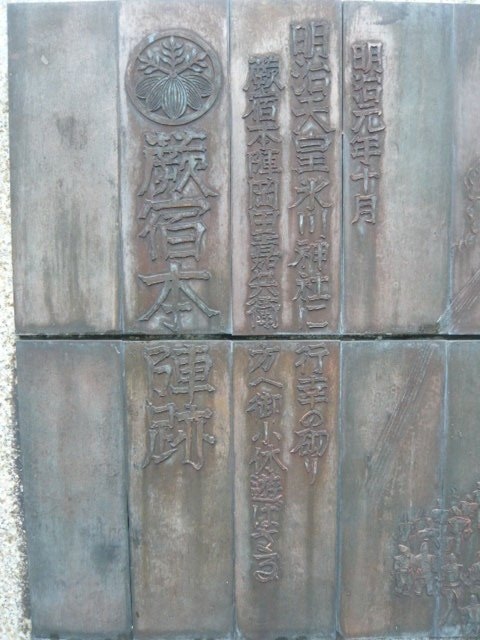 明治元年十月
明治天皇氷川神社に行幸の砌り
蕨宿本陣岡田嘉兵衛方へ御小休遊ばさる
蕨宿本陣跡